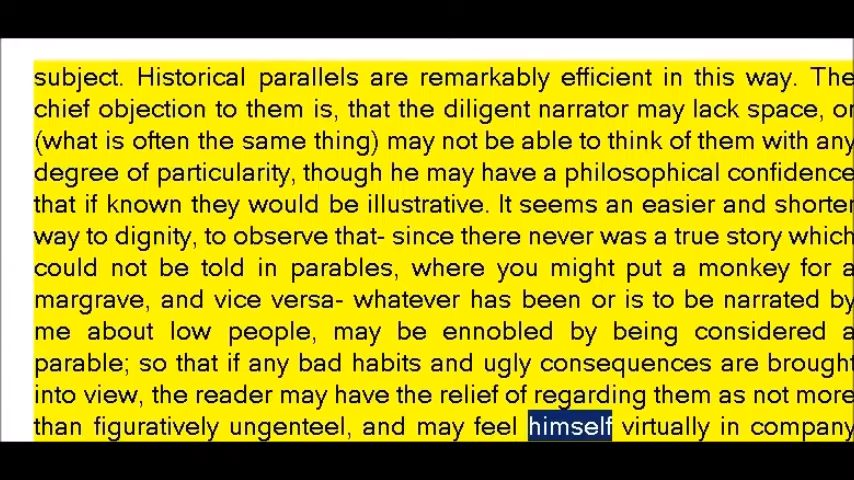 subject. Historical parallels are remarkably efficient in this way. The
chief objection to them is, that the diligent narrator may lack space, or
(what is often the same thing) may not be able to think of them with any
degree of particularity, though he may have a philosophical confidence
that if known they would be illustrative. It seems an easier and shorter
way to dignity, to observe that- since there never was a true story which
could not be told in parables, where you might put a monkey for a
margrave, and vice versa- whatever has been or is to be narrated by
me about low people, may be ennobled by being considered a
parable; so that if any bad habits and ugly consequences are brought
into view, the reader may have the relief of regarding them as not more
than figuratively ungenteel, and may feel himself virtually in company